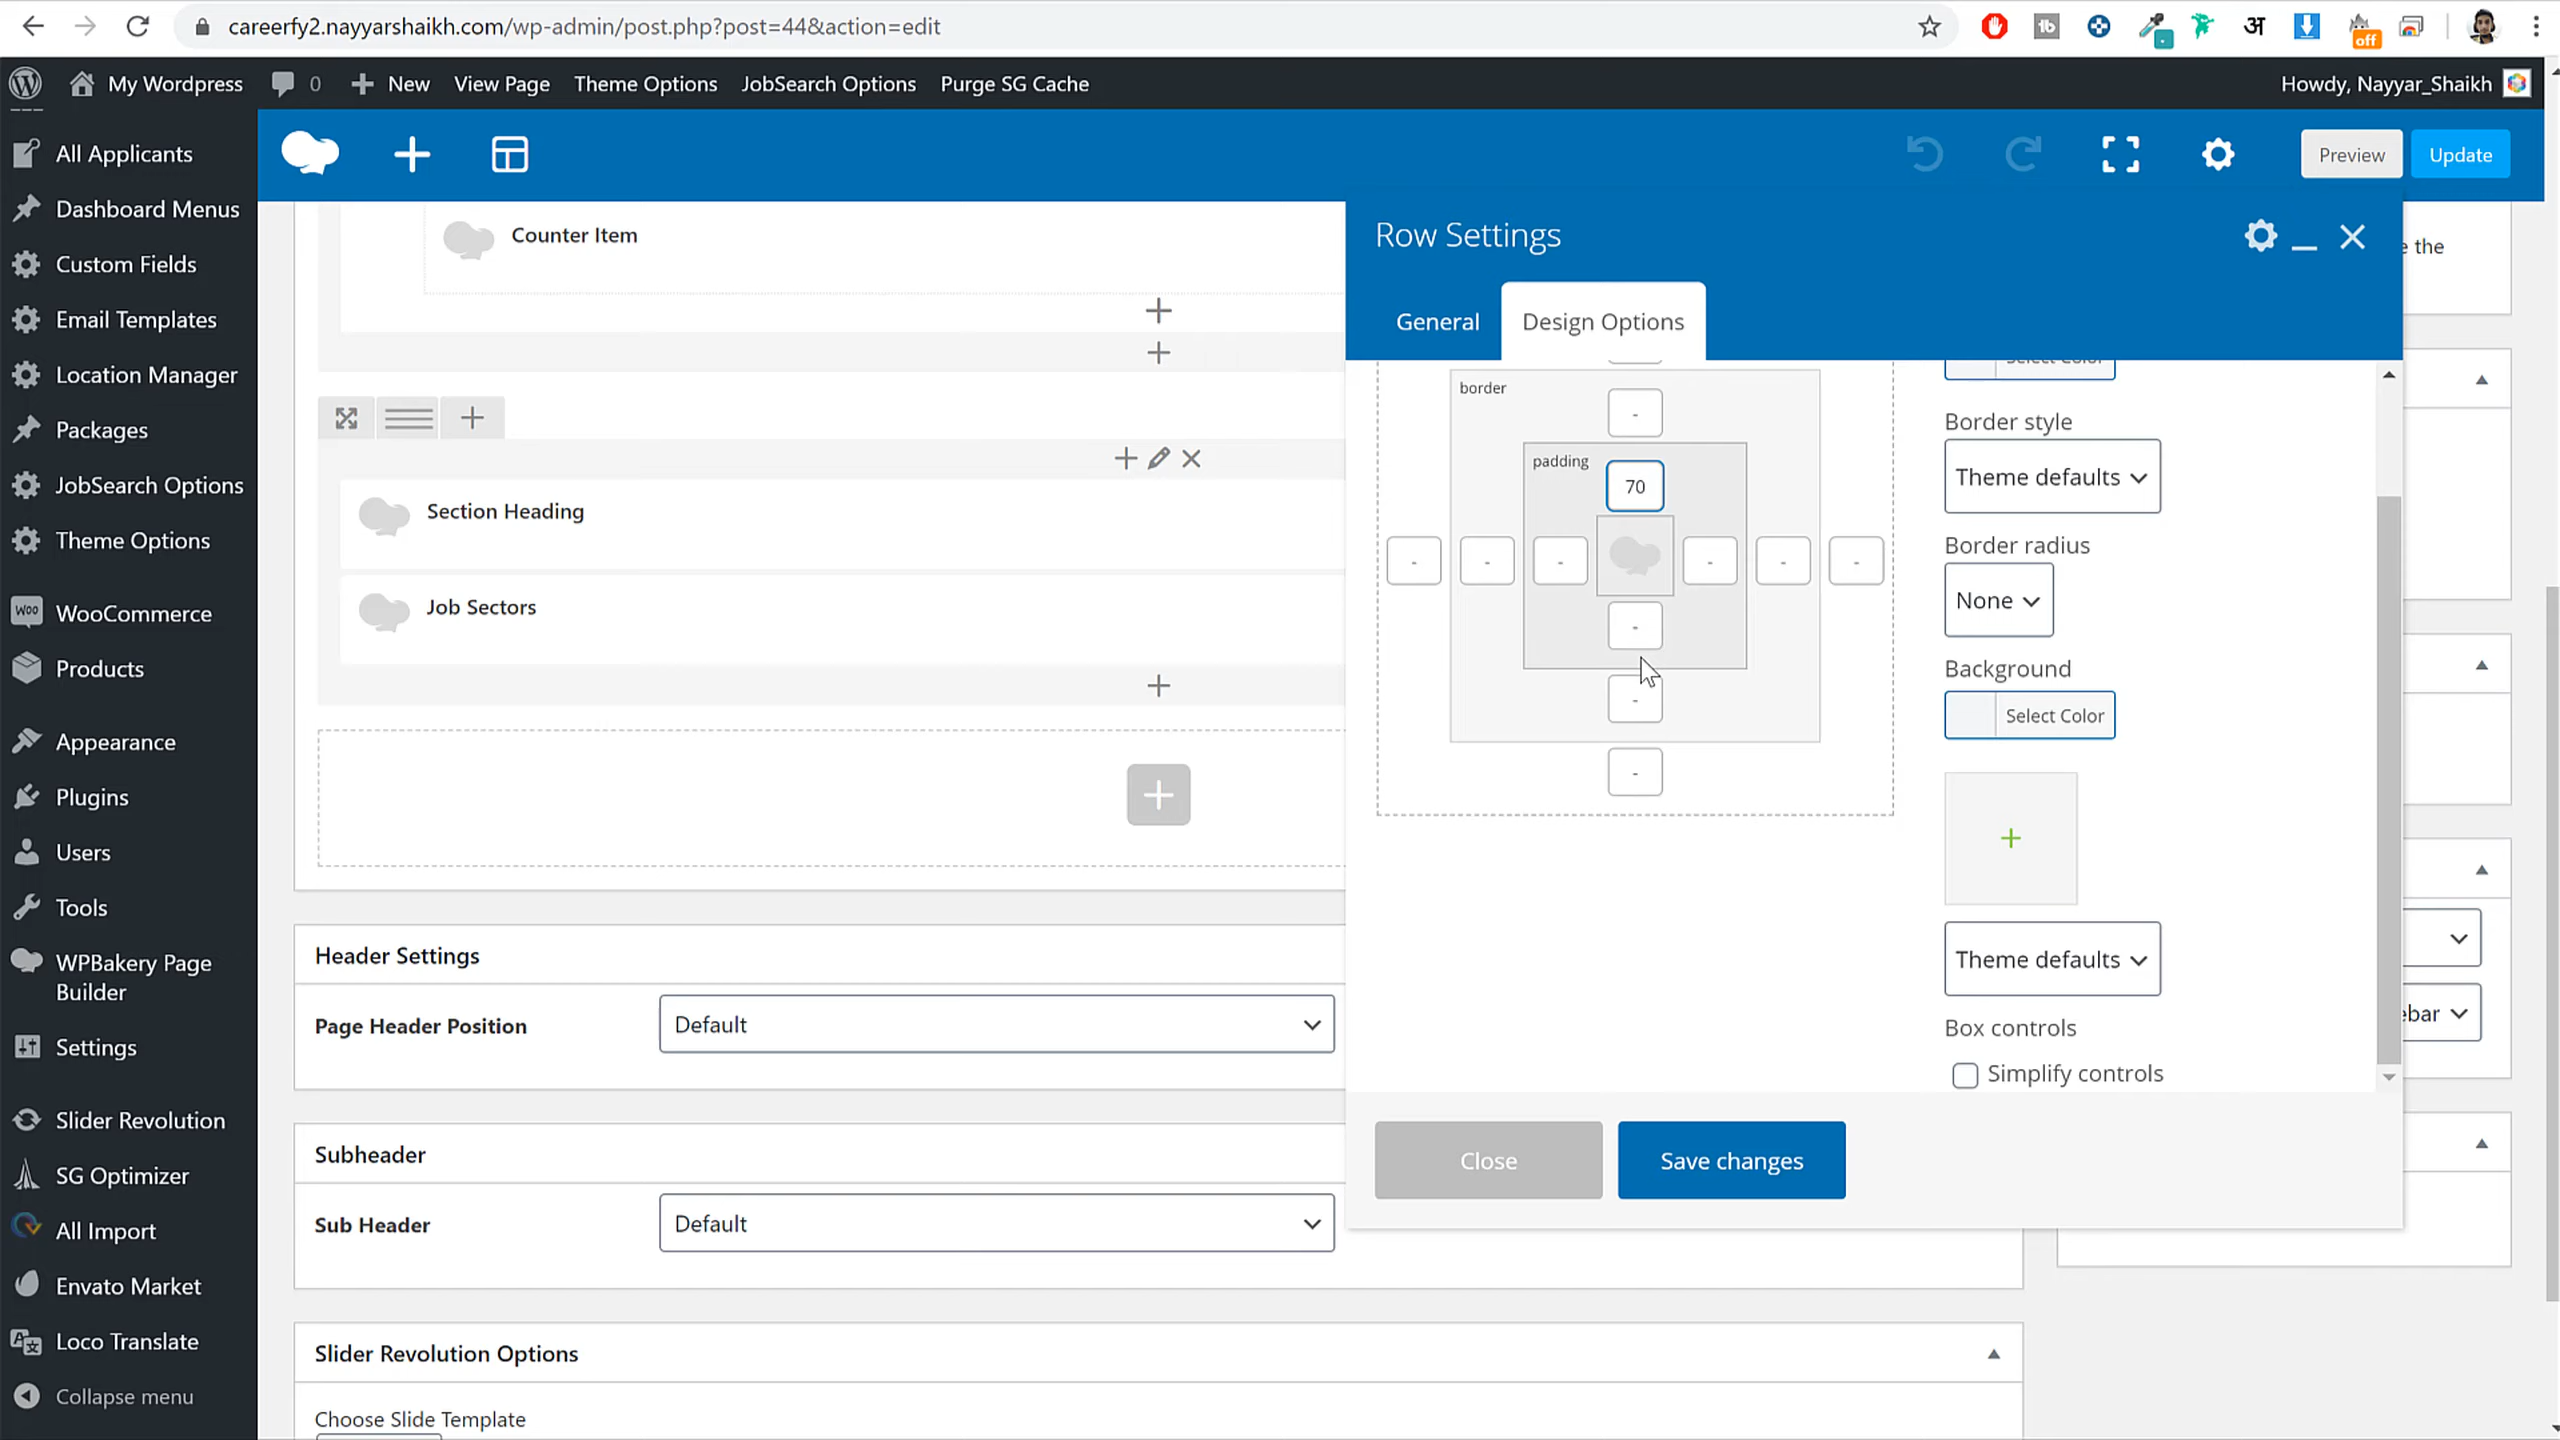 careerfy2.nayyarshaikh.com/wp-admin/post.php?post=44&action=edit
अ
off
My Wordpress
0
New
View Page
Theme Options
JobSearch Options
Purge SG Cache
Howdy, Nayyar_Shaikh
All Applicants
Dashboard Menus
Custom Fields
Email Templates
Location Manager
Packages
JobSearch Options
Theme Options
WooCommerce
Products
Appearance
Plugins
Users
Tools
WPBakery Page
Builder
Settings
Slider Revolution
SG Optimizer
All Import
Envato Market
Loco Translate
Collapse menu
Preview
Update
Counter Item
Section Heading
Job Sectors
Header Settings
Page Header Position
Default
Subheader
Sub Header
Default
Slider Revolution Options
Choose Slide Template
Row Settings
General
Design Options
border
-
padding
70
- - - - - -
-
-
-
Select Color
Border style
Theme defaults
Border radius
None
Background
Select Color
Theme defaults
Box controls
Simplify controls
Close
Save changes
the